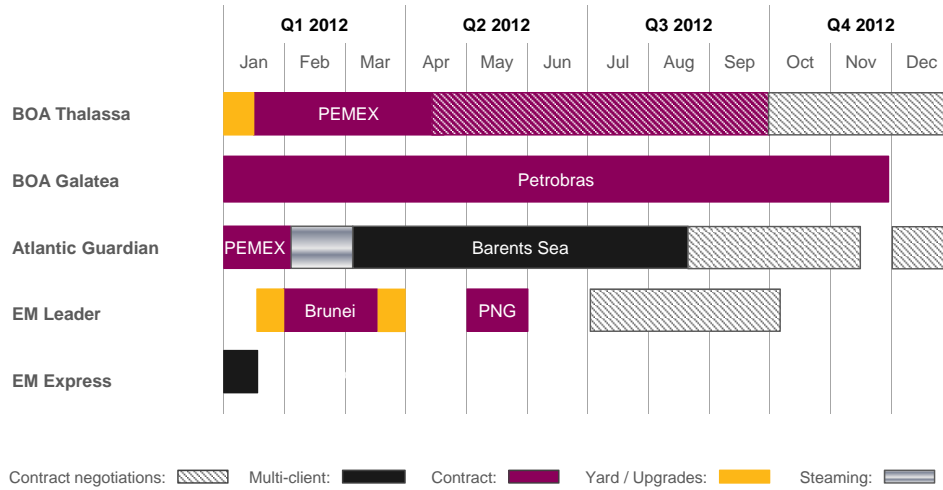 Q1 2012 Q2 2012 Q3 2012 Q4 2012
Jan Feb Mar Apr May Jun Jul Aug Sep Oct Nov Dec
BOA Thalassa PEMEX
BOA Galatea Petrobras
Atlantic Guardian PEMEX Barents Sea
EM Leader Brunei PNG
EM Express
Contract negotiations: Multi-client: Contract: Yard / Upgrades: Steaming: